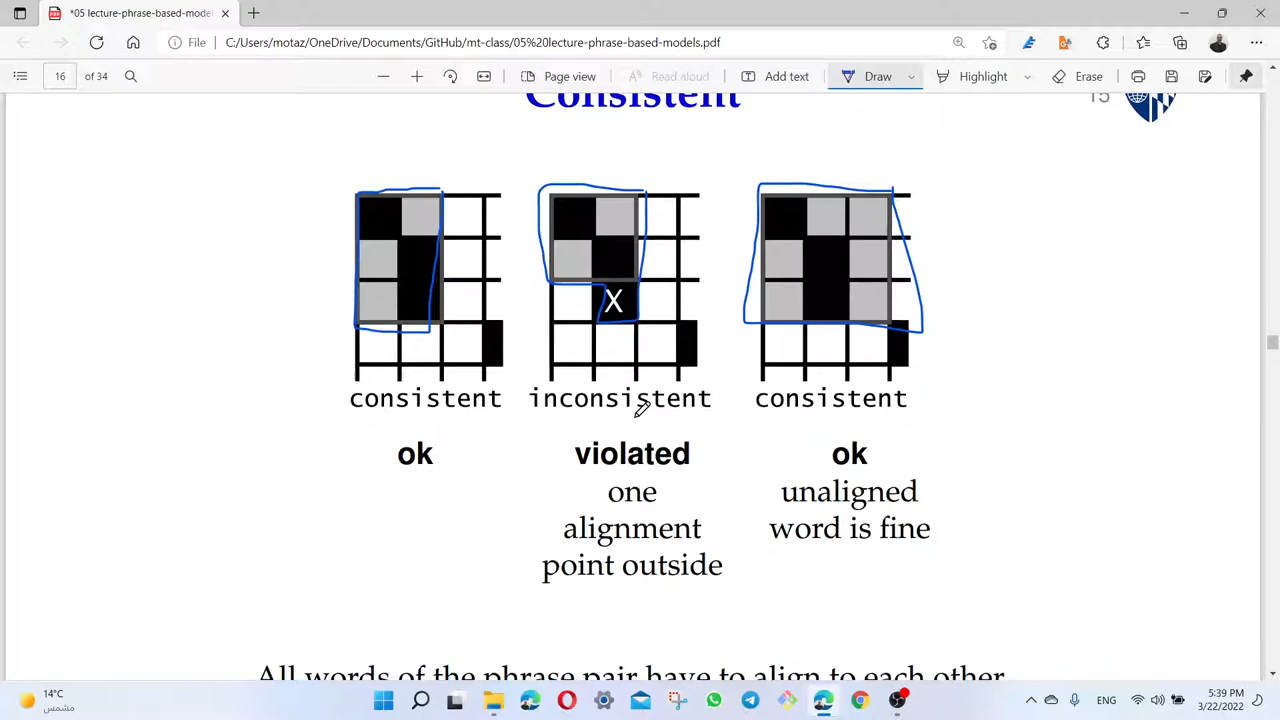 *05 lecture-phrase-based-model
File
C:/Users/motaz/OneDrive/Documents/GitHub/mt-class/05%20lecture-phrase-based-models.pdf
16 of 34
Page view
Read aloud
Add text
Draw
Highlight
Erase
Consistent
15
X
consistent inconsistent consistent
ok violated ok
one unaligned
alignment word is fine
point outside
All words of the phrase pair have to align to each other
14°C
مشمس
ENG
5:39 PM
3/22/2022